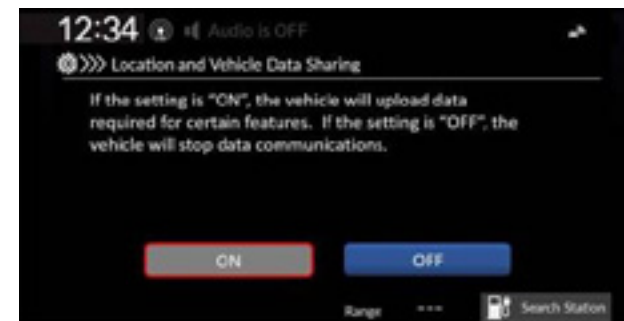 12:34 Audio is OFF
Location and Vehicle Data Sharing
If the setting is “ON”, the vehicle will upload data
required for certain features. If the setting is “OFF”, the
vehicle will stop data communications.
ON OFF
Range --- Search Station